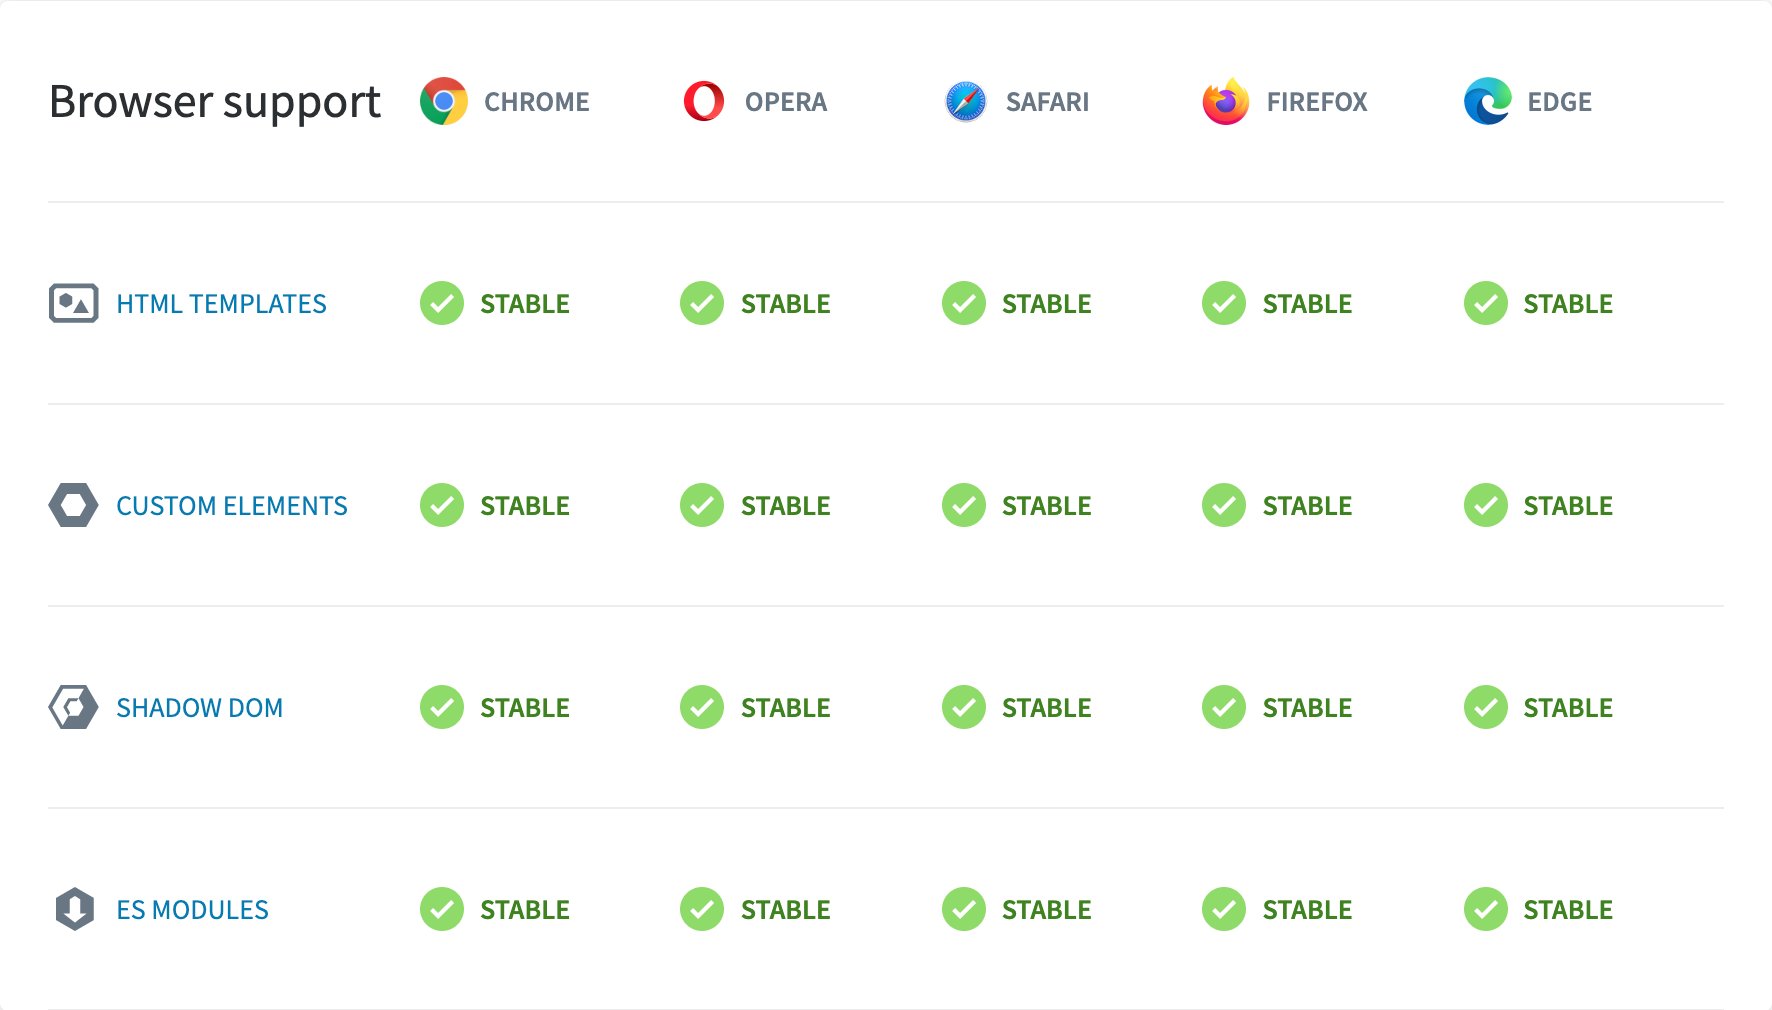 Browser support CHROME OPERA SAFARI FIREFOX EDGE
HTML TEMPLATES STABLE STABLE STABLE STABLE STABLE
CUSTOM ELEMENTS STABLE STABLE STABLE STABLE STABLE
SHADOW DOM STABLE STABLE STABLE STABLE STABLE
ES MODULES STABLE STABLE STABLE STABLE STABLE